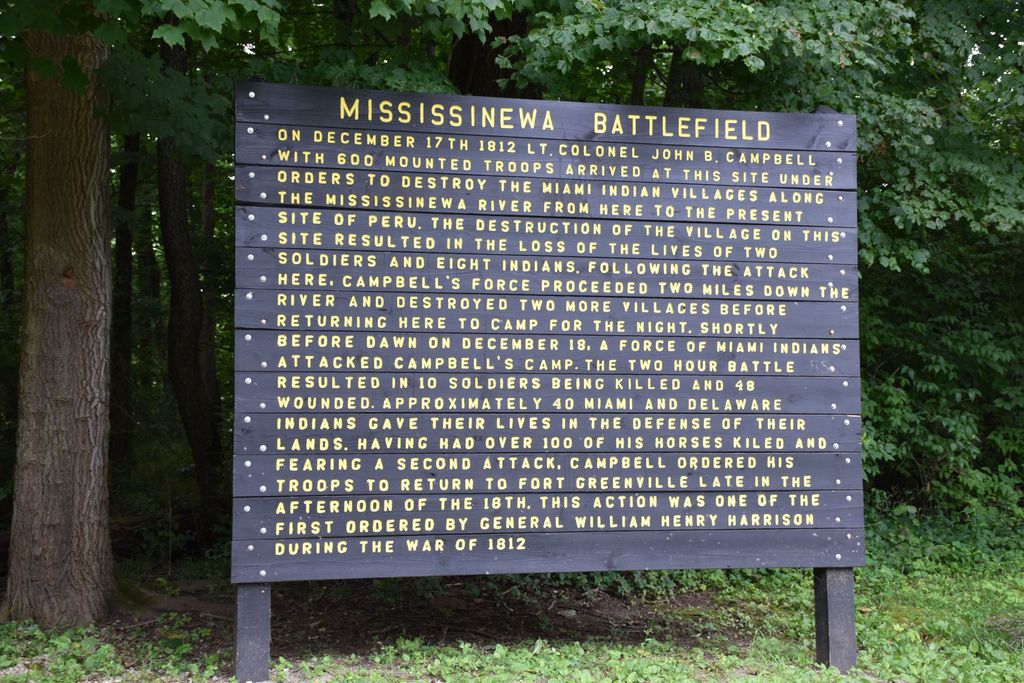 MISSISSINEWA BATTLEFIELD
ON DECEMBER 17TH 1812 LT. COLONEL JOHN B. CAMPBELL
WITH 600 MOUNTED TROOPS ARRIVED AT THIS SITE UNDER
ORDERS TO DESTROY THE MIAMI INDIAN VILLAGES ALONG
THE MISSISSINEWA RIVER FROM HERE TO THE PRESENT
SITE OF PERU. THE DESTRUCTION OF THE VILLAGE ON THIS
SITE RESULTED IN THE LOSS OF THE LIVES OF TWO
SOLDIERS AND EIGHT INDIANS. FOLLOWING THE ATTACK
HERE, CAMPBELL'S FORCE PROCEEDED TWO MILES DOWN THE
RIVER AND DESTROYED TWO MORE VILLAGES BEFORE
RETURNING HERE TO CAMP FOR THE NIGHT. SHORTLY
BEFORE DAWN ON DECEMBER 18, A FORCE OF MIAMI INDIANS
ATTACKED CAMPBELL'S CAMP. THE TWO HOUR BATTLE
RESULTED IN 10 SOLDIERS BEING KILLED AND 48
WOUNDED. APPROXIMATELY 40 MIAMI AND DELAWARE
INDIANS GAVE THEIR LIVES IN THE DEFENSE OF THEIR
LANDS. HAVING HAD OVER 100 OF HIS HORSES KILED AND
FEARING A SECOND ATTACK, CAMPBELL ORDERED HIS
TROOPS TO RETURN TO FORT GREENVILLE LATE IN THE
AFTERNOON OF THE 18TH. THIS ACTION WAS ONE OF THE
FIRST ORDERED BY GENERAL WILLIAM HENRY HARRISON
DURING THE WAR OF 1812